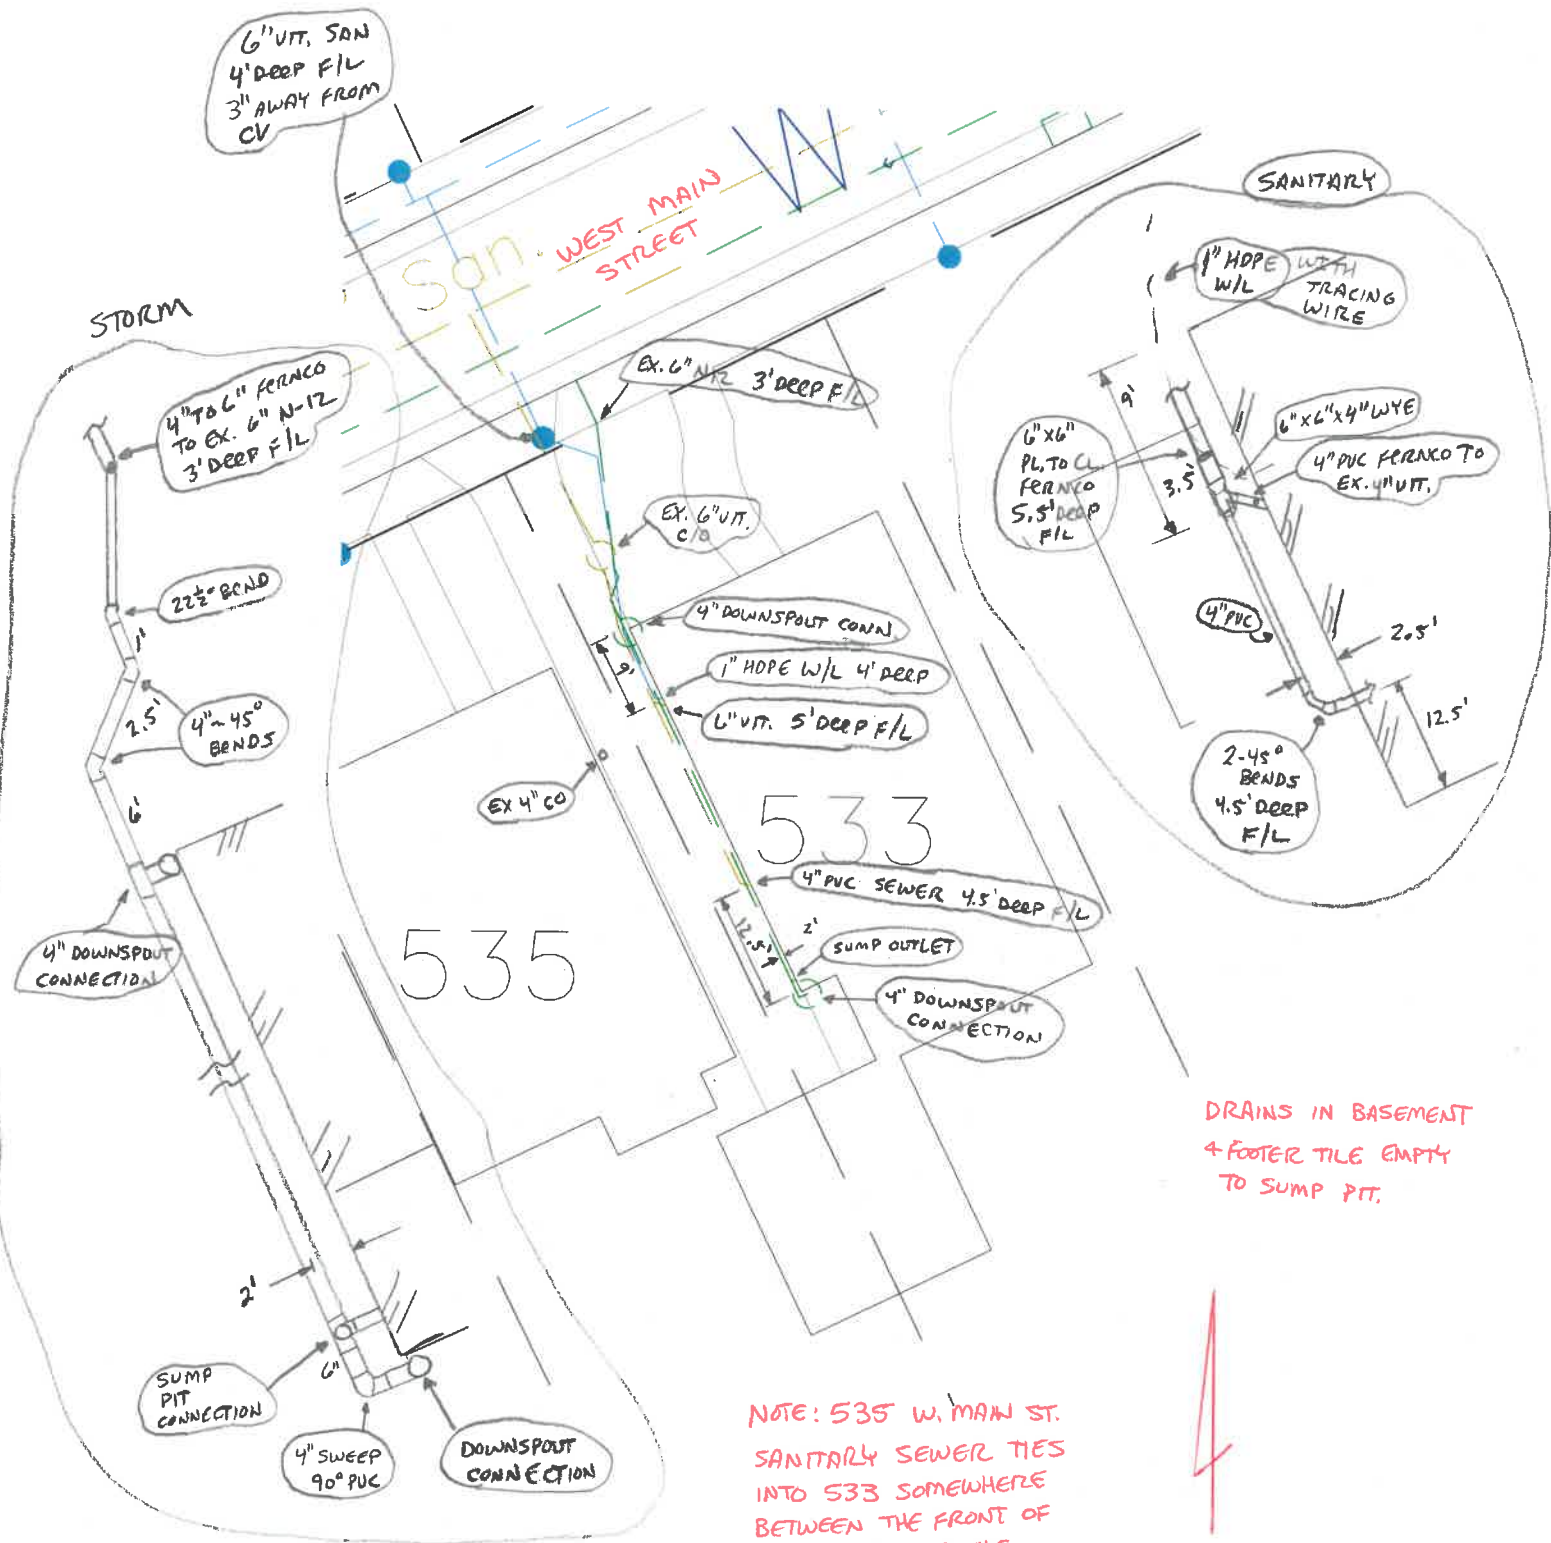 6" VIT. SAN
4' DEEP F/L
3" AWAY FROM
CV
W
San.
WEST MAIN
STREET
STORM
4" TO 6" FERNCO
TO EX. 6" N-12
3' DEEP F/L
22½° BEND
1'
2.5'
4"~45°
BENDS
6'
4" DOWNSPOUT
CONNECTION
2'
6"
SUMP
PIT
CONNECTION
4" SWEEP
90° PVC
DOWNSPOUT
CONNECTION
EX. 6" N-12 3' DEEP F/L
EX. 6" VIT.
C/O
4" DOWNSPOUT CONN.
9'
1" HDPE W/L 4' DEEP
6" VIT. 5' DEEP F/L
EX 4" CO
533
535
4" PVC SEWER 4.5' DEEP F/L
12.5'
2'
SUMP OUTLET
4" DOWNSPOUT
CONNECTION
SANITARY
1" HDPE WITH
W/L TRACING
WIRE
9'
3.5'
6" X 6"
PL. TO CL.
FERNCO
5.5' DEEP
F/L
6" X 6" X 4" WYE
4" PVC FERNCO TO
EX. 4" VIT.
4" PVC
2.5'
12.5'
2-45°
BENDS
4.5' DEEP
F/L
DRAINS IN BASEMENT
& FOOTER TILE EMPTY
TO SUMP PIT.
NOTE: 535 W. MAIN ST.
SANITARY SEWER TIES
INTO 533 SOMEWHERE
BETWEEN THE FRONT OF